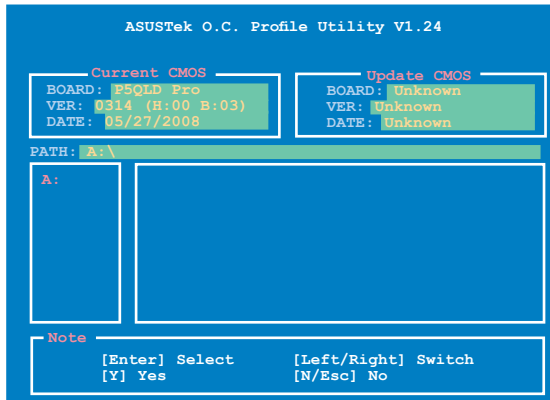 ASUSTek O.C. Profile Utility V1.24
Current CMOS
BOARD: P5QLD Pro
VER: 0314 (H:00 B:03)
DATE: 05/27/2008
Update CMOS
BOARD: Unknown
VER: Unknown
DATE: Unknown
PATH: A:\
A:
Note
[Enter] Select [Left/Right] Switch
[Y] Yes [N/Esc] No